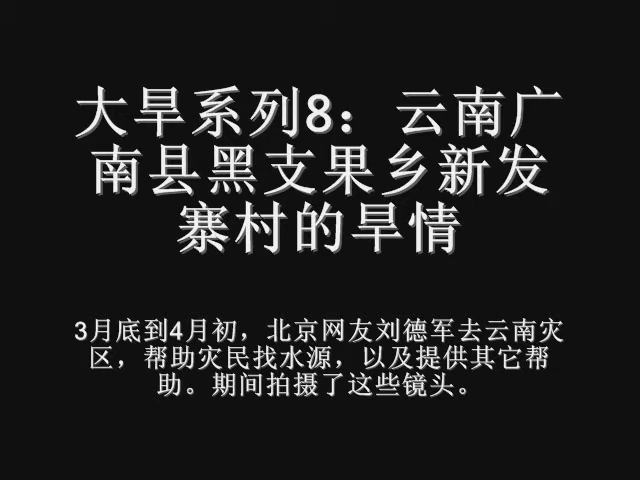 大旱系列8：云南广
南县黑支果乡新发
寨村的旱情
3月底到4月初，北京网友刘德军去云南灾
区，帮助灾民找水源，以及提供其它帮
助。期间拍摄了这些镜头。